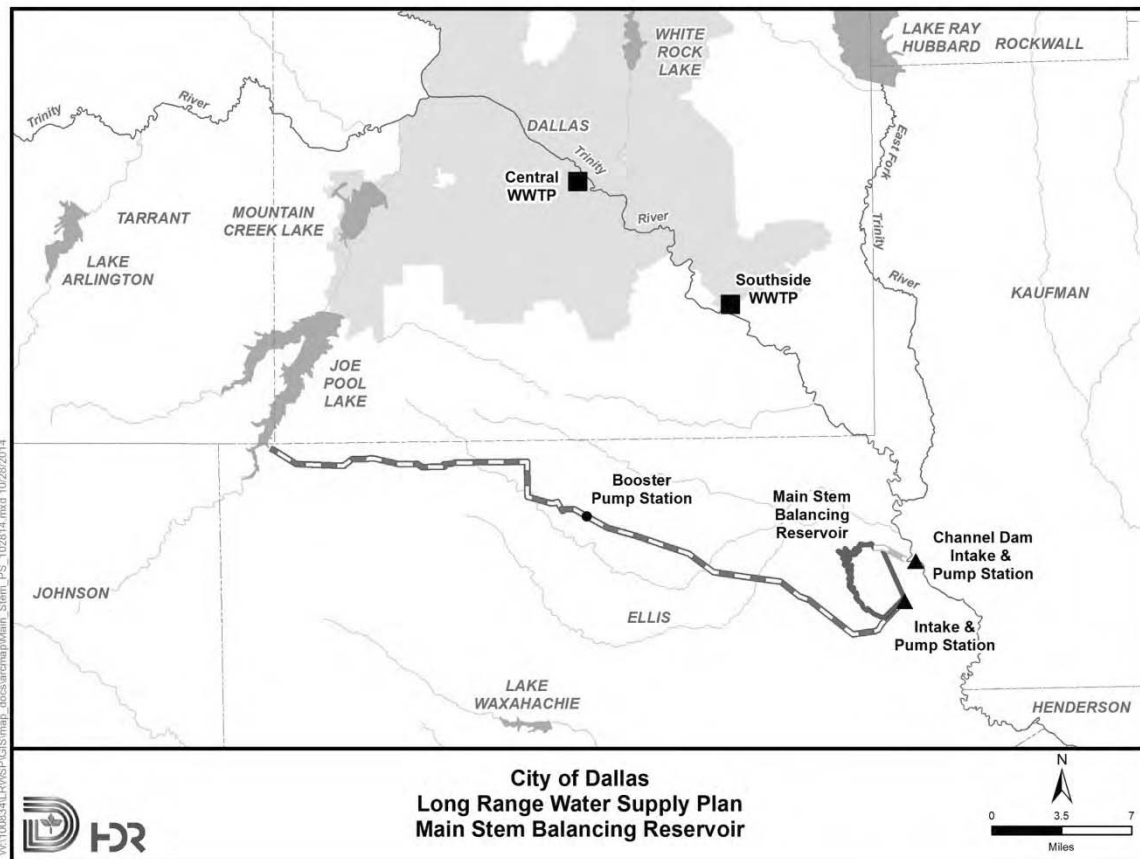 WHITE
ROCK
LAKE
LAKE RAY
HUBBARD
ROCKWALL
Trinity
River
DALLAS
Trinity
River
Central
WWTP
East Fork
Trinity
River
TARRANT
MOUNTAIN
CREEK LAKE
LAKE
ARLINGTON
Southside
WWTP
KAUFMAN
JOE
POOL
LAKE
Booster
Pump Station
Main Stem
Balancing
Reservoir
Channel Dam
Intake &
Pump Station
JOHNSON
ELLIS
Intake &
Pump Station
LAKE
WAXAHACHIE
HENDERSON
City of Dallas
Long Range Water Supply Plan
Main Stem Balancing Reservoir
HDR
N
0 3.5 7
Miles